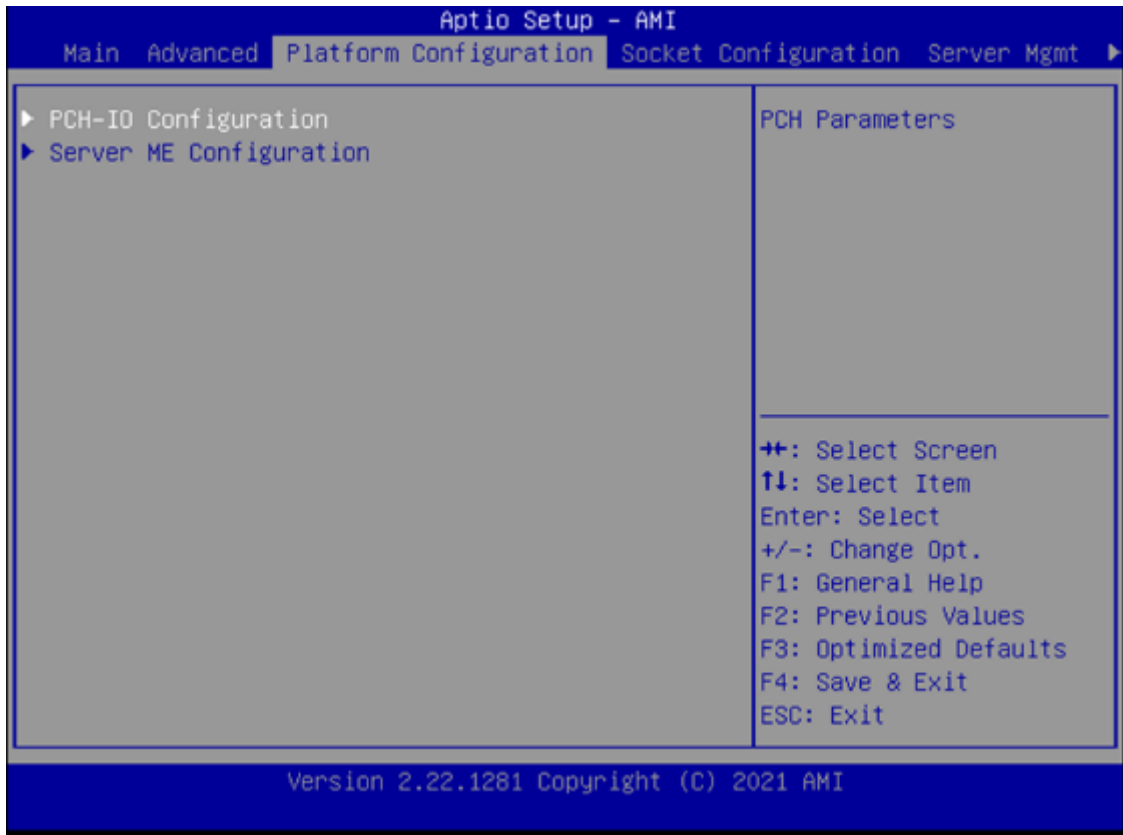 Aptio Setup – AMI
Main Advanced Platform Configuration Socket Configuration Server Mgmt ▶
▶ PCH-IO Configuration
▶ Server ME Configuration
PCH Parameters
→←: Select Screen
↑↓: Select Item
Enter: Select
+/-: Change Opt.
F1: General Help
F2: Previous Values
F3: Optimized Defaults
F4: Save & Exit
ESC: Exit
Version 2.22.1281 Copyright (C) 2021 AMI